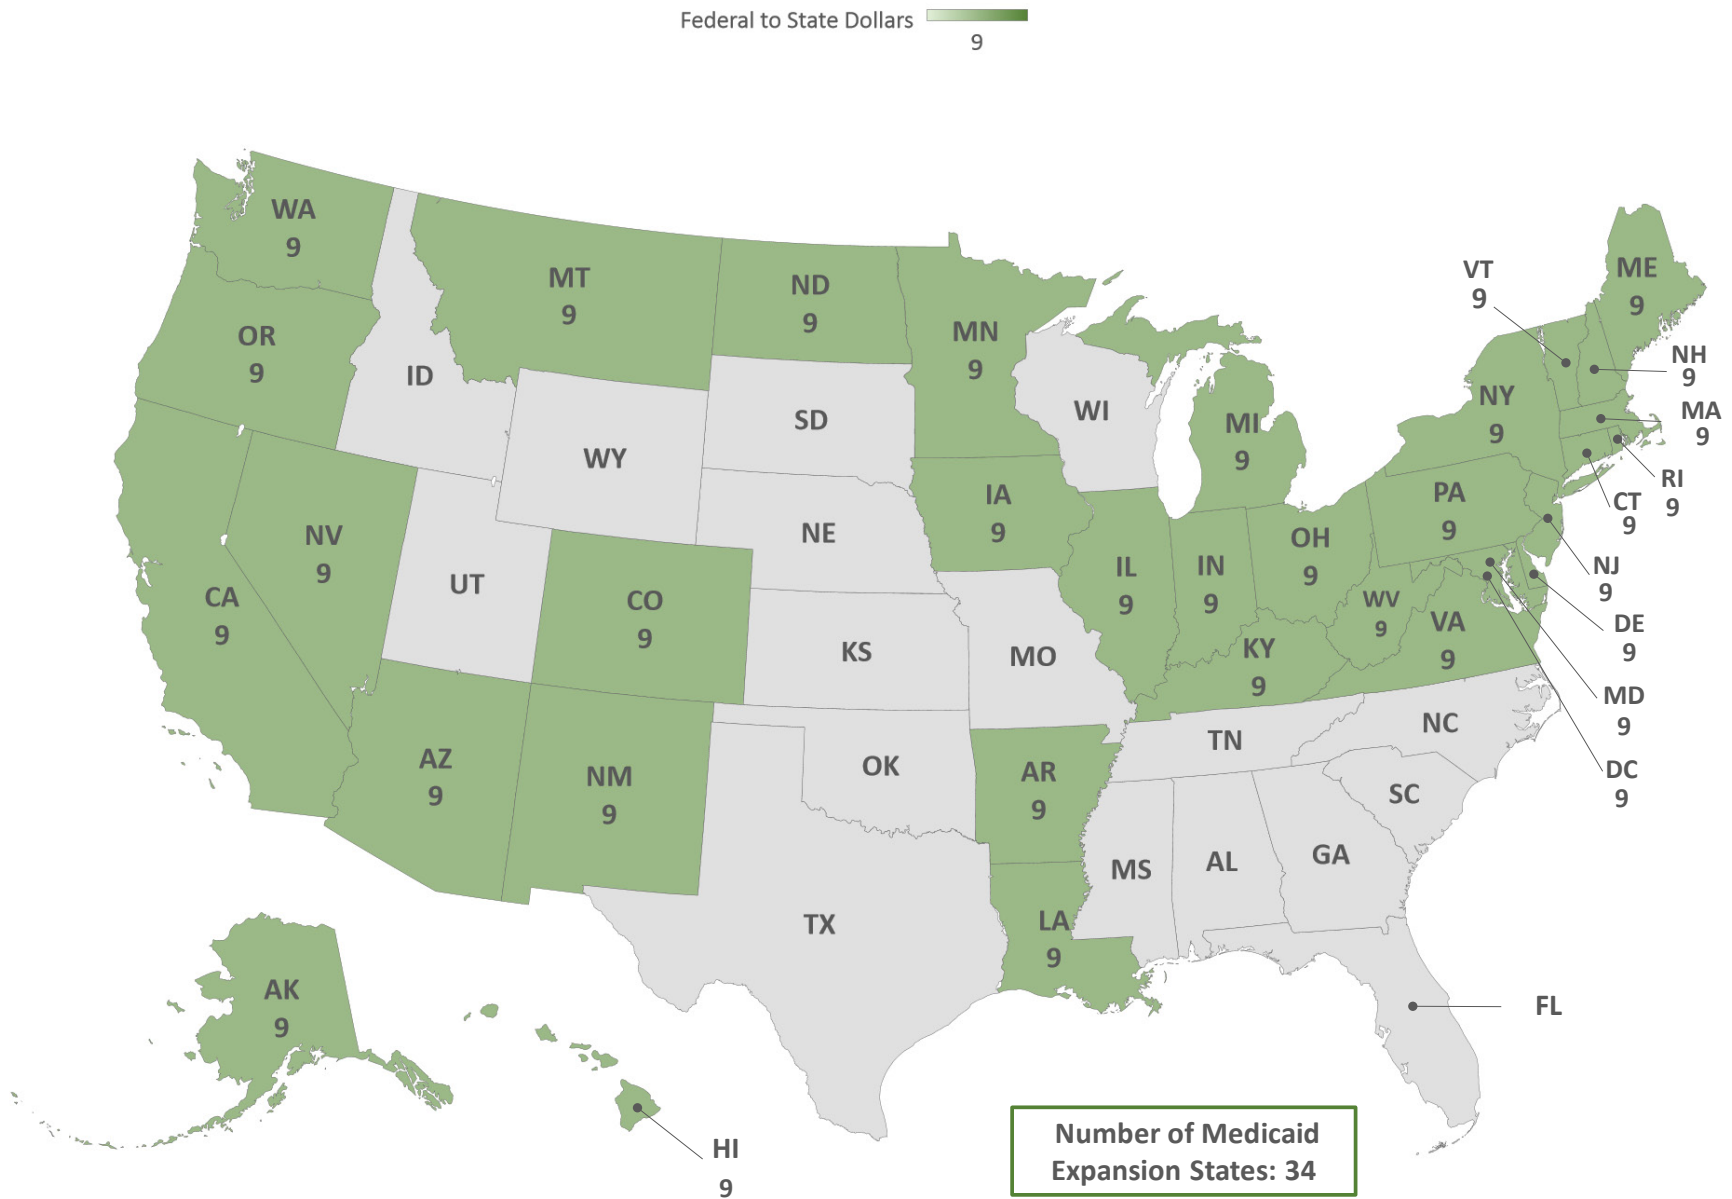 Federal to State Dollars
9
WA
9
MT
9
ND
9
MN
9
VT
9
ME
9
OR
9
ID
NH
9
SD
WI
MI
9
NY
9
MA
9
WY
IA
9
PA
9
RI
9
CT
9
NV
9
NE
OH
9
IL
9
IN
9
NJ
9
UT
CA
9
CO
9
WV
9
VA
9
DE
9
KS
MO
KY
9
MD
9
NC
TN
AZ
9
NM
9
OK
AR
9
DC
9
SC
MS
AL
GA
TX
LA
9
AK
9
FL
HI
9
Number of Medicaid
Expansion States: 34